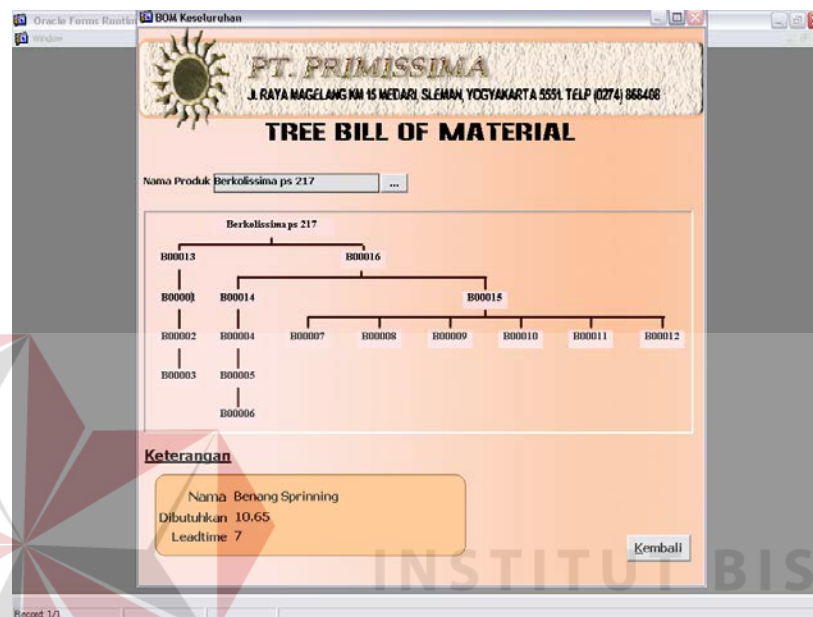 Oracle Forms Runtim
BOM Keseluruhan
Window
PT. PRIMISSIMA
Jl. RAYA MAGELANG KM 15 MEDARI, SLEMAN, YOGYAKARTA 5551. TELP (0274) 868408
TREE BILL OF MATERIAL
Nama Produk Berkolissima ps 217 ...
Berkolissima ps 217
B00013 B00016
B00001 B00014 B00015
B00002 B00004 B00007 B00008 B00009 B00010 B00011 B00012
B00003 B00005
B00006
Keterangan
Nama Benang Sprinning
Dibutuhkan 10.65
Leadtime 7
Kembali
INSTITUT BIS
Record: 1/1